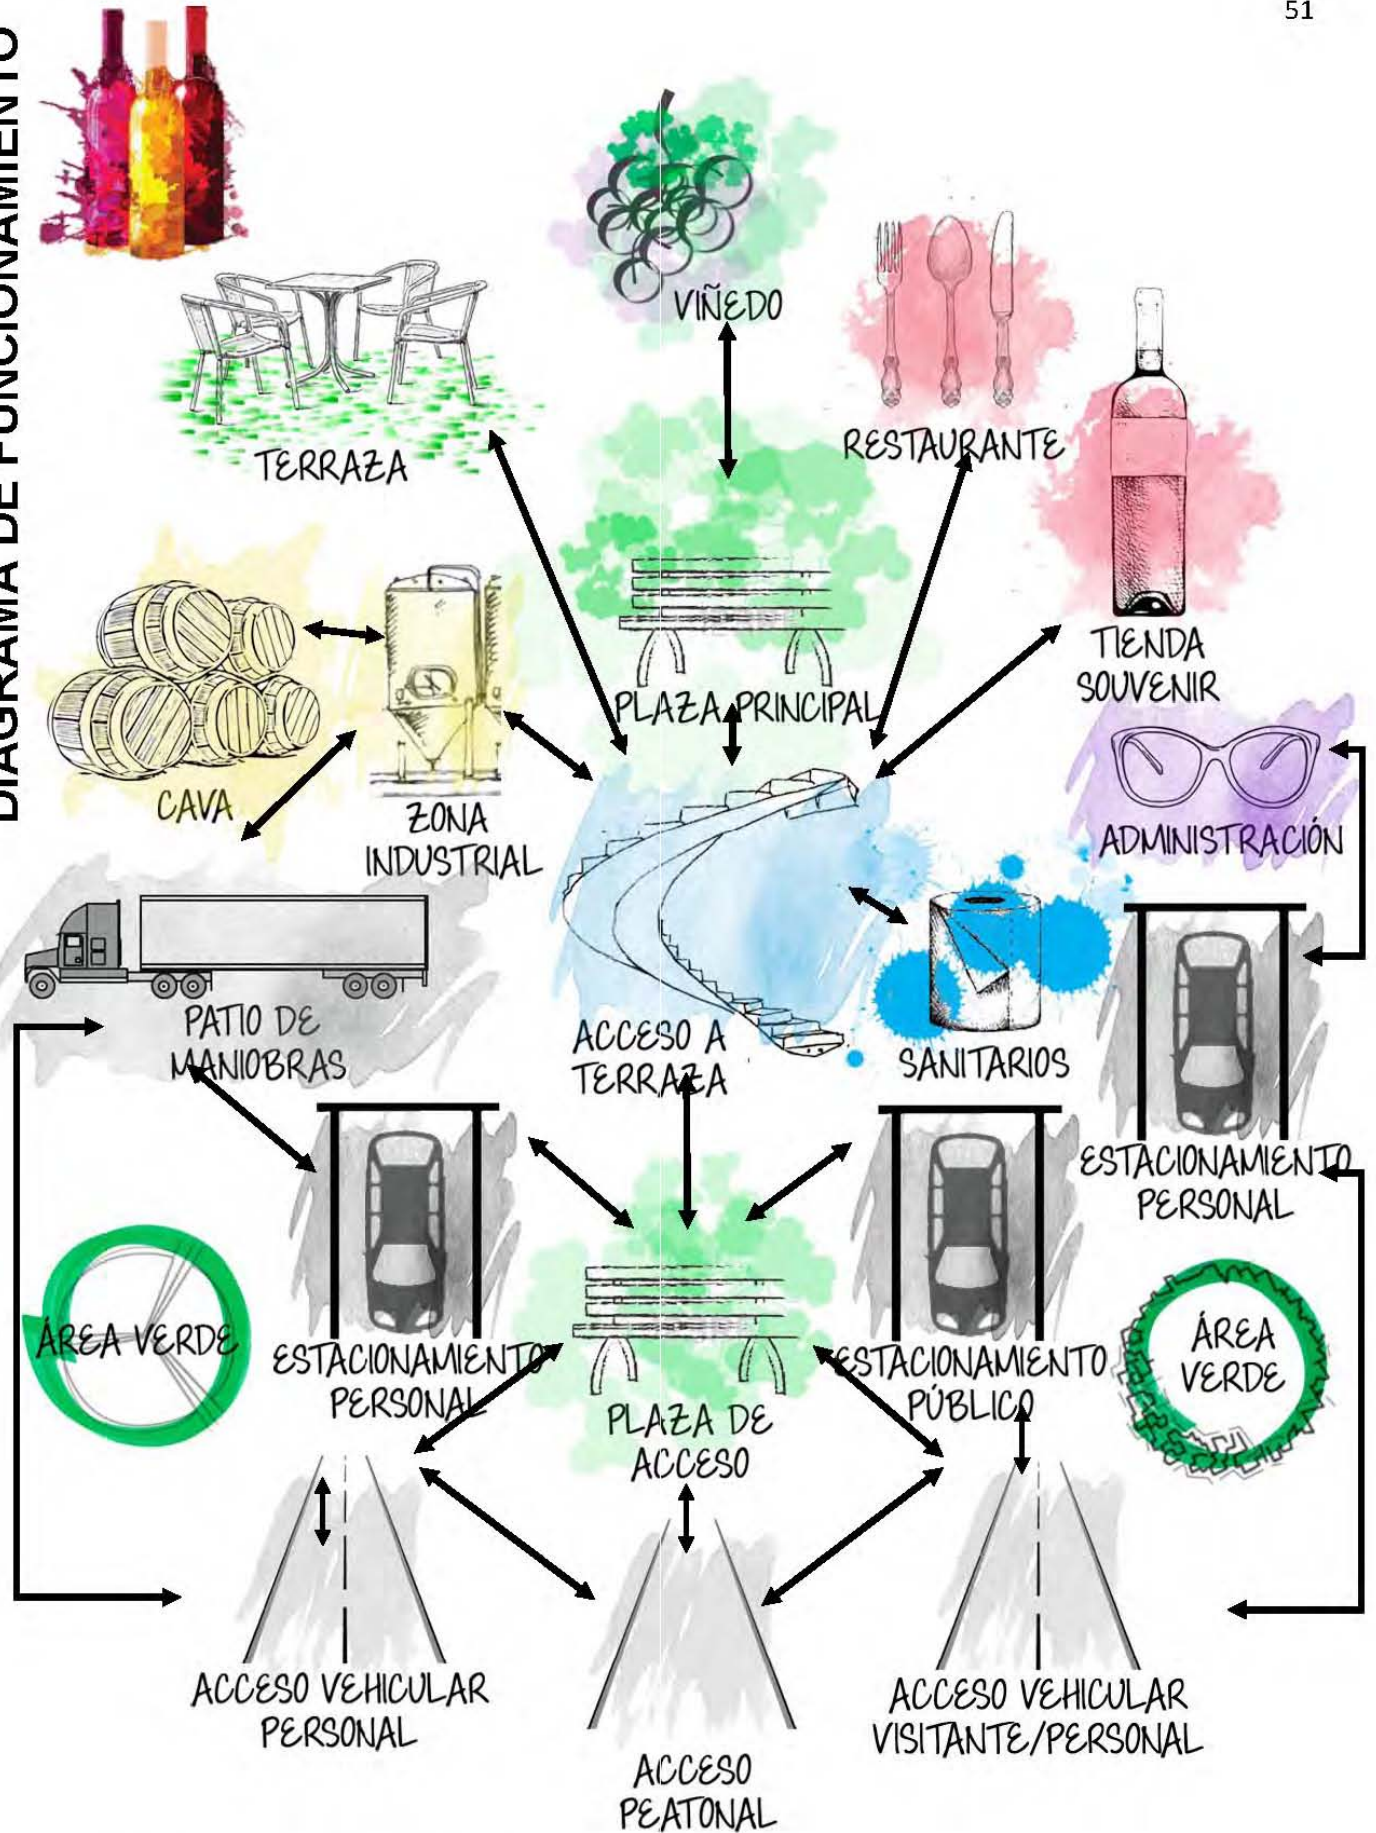 51
DIAGRAMA DE FUNCIONAMIENTO
VIÑEDO
RESTAURANTE
TERRAZA
TIENDA
SOUVENIR
PLAZA PRINCIPAL
CAVA
ZONA
INDUSTRIAL
ADMINISTRACIÓN
PATIO DE
MANIOBRAS
ACCESO A
TERRAZA
SANITARIOS
ESTACIONAMIENTO
PERSONAL
ÁREA VERDE
ESTACIONAMIENTO
PERSONAL
PLAZA DE
ACCESO
ESTACIONAMIENTO
PÚBLICO
ÁREA
VERDE
ACCESO VEHICULAR
PERSONAL
ACCESO
PEATONAL
ACCESO VEHICULAR
VISITANTE/PERSONAL